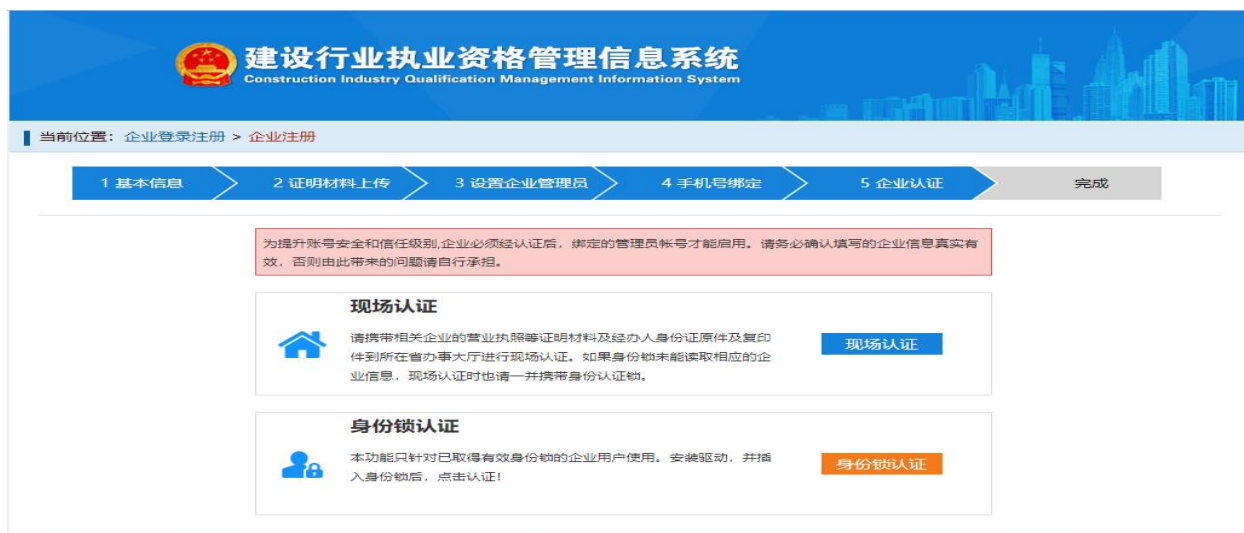 建设行业执业资格管理信息系统
Construction Industry Qualification Management Information System
当前位置：企业登录注册 > 企业注册
1 基本信息 2 证明材料上传 3 设置企业管理员 4 手机号绑定 5 企业认证 完成
为提升账号安全和信任级别,企业必须经认证后，绑定的管理员帐号才能启用。请务必确认填写的企业信息真实有
效，否则由此带来的问题请自行承担。
现场认证
请携带相关企业的营业执照等证明材料及经办人身份证原件及复印
件到所在省办事大厅进行现场认证。如果身份锁未能读取相应的企
业信息，现场认证时也请一并携带身份认证锁。
现场认证
身份锁认证
本功能只针对已取得有效身份锁的企业用户使用。安装驱动，并插
入身份锁后，点击认证！
身份锁认证